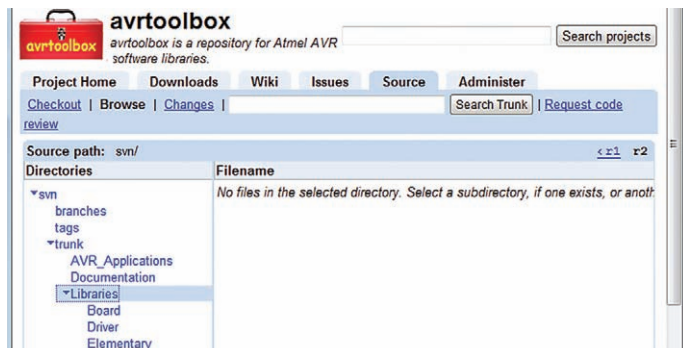 avrtoolbox
avrtoolbox
avrtoolbox is a repository for Atmel AVR
software libraries.
Search projects
Project Home Downloads Wiki Issues Source Administer
Checkout | Browse | Changes | Search Trunk | Request code
review
Source path: svn/ <r1 r2
Directories Filename
svn No files in the selected directory. Select a subdirectory, if one exists, or anoth
branches
tags
trunk
AVR_Applications
Documentation
Libraries
Board
Driver
Elementary